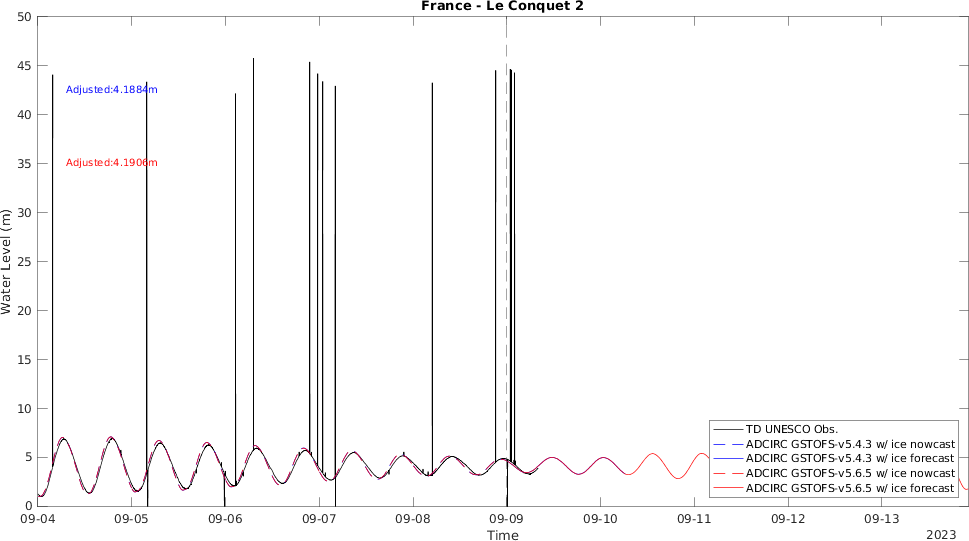 France - Le Conquet 2
50
45
40
35
30
25
20
15
10
5
0
Water Level (m)
Adjusted:4.1884m
Adjusted:4.1906m
TD UNESCO Obs.
ADCIRC GSTOFS-v5.4.3 w/ ice nowcast
ADCIRC GSTOFS-v5.4.3 w/ ice forecast
ADCIRC GSTOFS-v5.6.5 w/ ice nowcast
ADCIRC GSTOFS-v5.6.5 w/ ice forecast
09-04 09-05 09-06 09-07 09-08 09-09 09-10 09-11 09-12 09-13
Time
2023